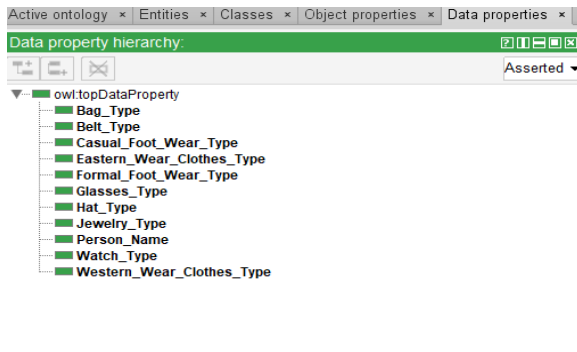 Active ontology × Entities × Classes × Object properties × Data properties ×
Data property hierarchy:
Asserted
owl:topDataProperty
Bag_Type
Belt_Type
Casual_Foot_Wear_Type
Eastern_Wear_Clothes_Type
Formal_Foot_Wear_Type
Glasses_Type
Hat_Type
Jewelry_Type
Person_Name
Watch_Type
Western_Wear_Clothes_Type